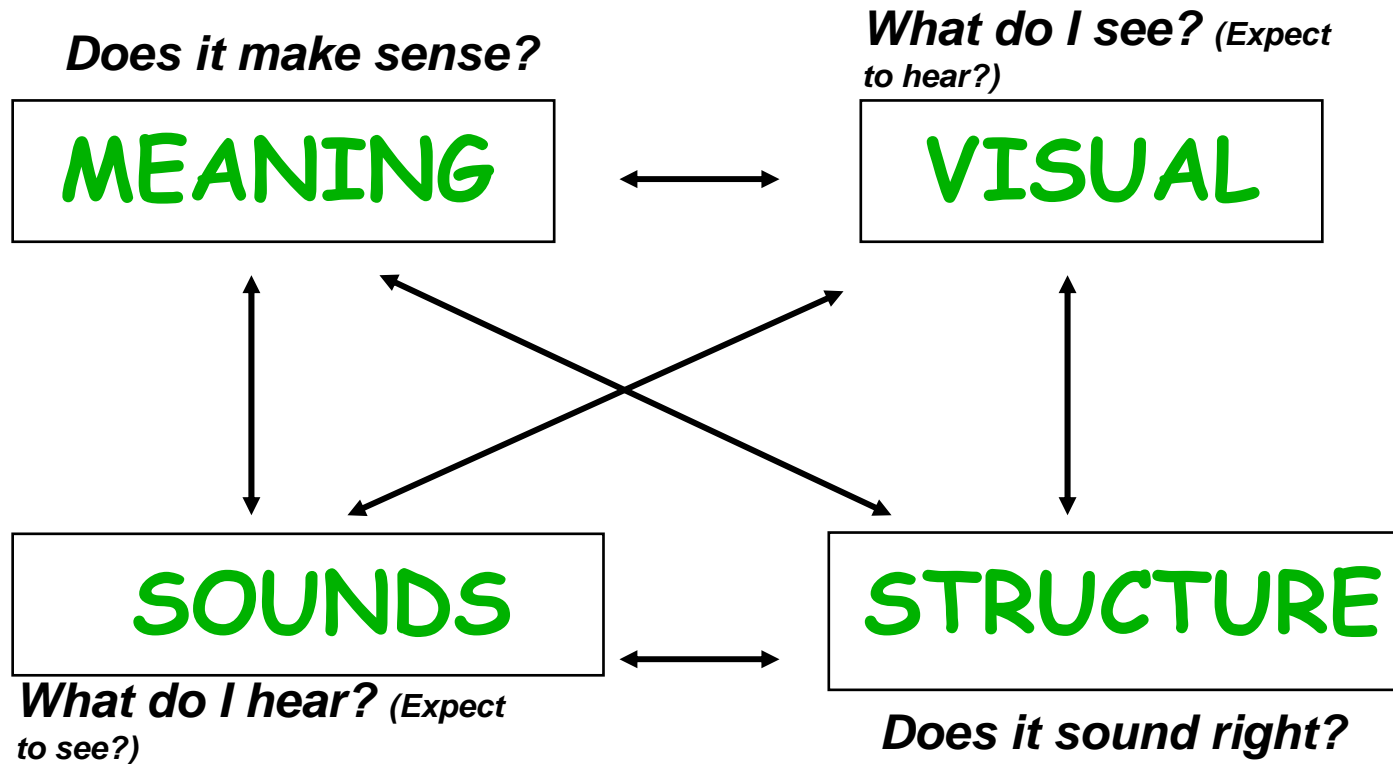 Does it make sense?
MEANING
What do I see? (Expect
to hear?)
VISUAL
SOUNDS
What do I hear? (Expect
to see?)
STRUCTURE
Does it sound right?